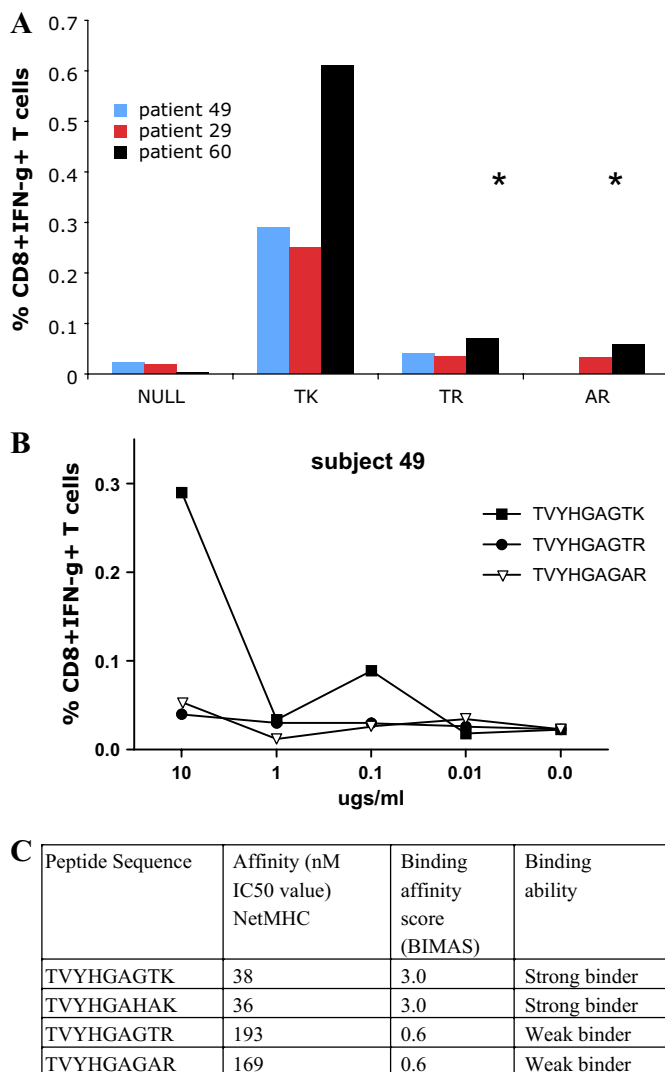 A
% CD8+IFN-g+ T cells
0.7
0.6
0.5
0.4
0.3
0.2
0.1
0
patient 49
patient 29
patient 60
* *
NULL TK TR AR
B
subject 49
% CD8+IFN-g+ T cells
0.3
0.2
0.1
0.0
TVYHGAGTK
TVYHGAGTR
TVYHGAGAR
10 1 0.1 0.01 0.0
ugs/ml
C
Peptide Sequence
Affinity (nM
IC50 value)
NetMHC
Binding
affinity
score
(BIMAS)
Binding
ability
TVYHGAGTK 38 3.0 Strong binder
TVYHGAHAK 36 3.0 Strong binder
TVYHGAGTR 193 0.6 Weak binder
TVYHGAGAR 169 0.6 Weak binder